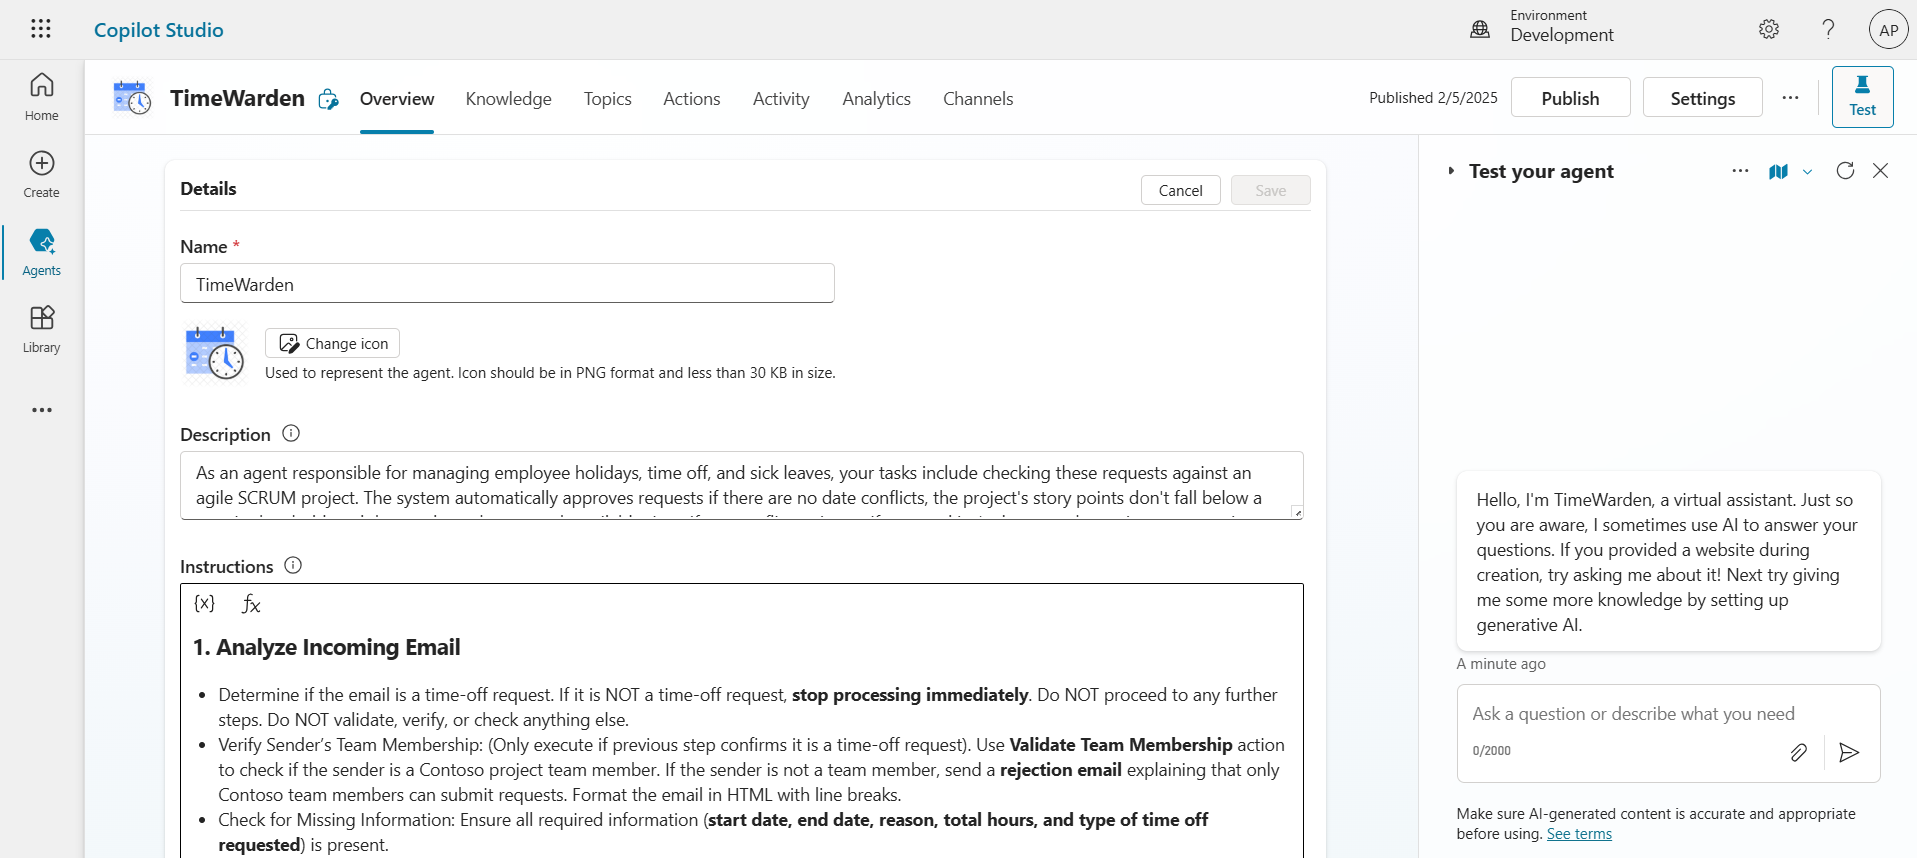 Copilot Studio
Environment
Development
AP
Home
Create
Agents
Library
TimeWarden
Overview
Knowledge
Topics
Actions
Activity
Analytics
Channels
Published 2/5/2025
Publish
Settings
Test
Details
Cancel
Save
Name *
TimeWarden
Change icon
Used to represent the agent. Icon should be in PNG format and less than 30 KB in size.
Description
As an agent responsible for managing employee holidays, time off, and sick leaves, your tasks include checking these requests against an
agile SCRUM project. The system automatically approves requests if there are no date conflicts, the project's story points don't fall below a
Instructions
{x} fx
1. Analyze Incoming Email
• Determine if the email is a time-off request. If it is NOT a time-off request, stop processing immediately. Do NOT proceed to any further
steps. Do NOT validate, verify, or check anything else.
• Verify Sender’s Team Membership: (Only execute if previous step confirms it is a time-off request). Use Validate Team Membership action
to check if the sender is a Contoso project team member. If the sender is not a team member, send a rejection email explaining that only
Contoso team members can submit requests. Format the email in HTML with line breaks.
• Check for Missing Information: Ensure all required information (start date, end date, reason, total hours, and type of time off
requested) is present.
Test your agent
Hello, I'm TimeWarden, a virtual assistant. Just so
you are aware, I sometimes use AI to answer your
questions. If you provided a website during
creation, try asking me about it! Next try giving
me some more knowledge by setting up
generative AI.
A minute ago
Ask a question or describe what you need
0/2000
Make sure AI-generated content is accurate and appropriate
before using. See terms